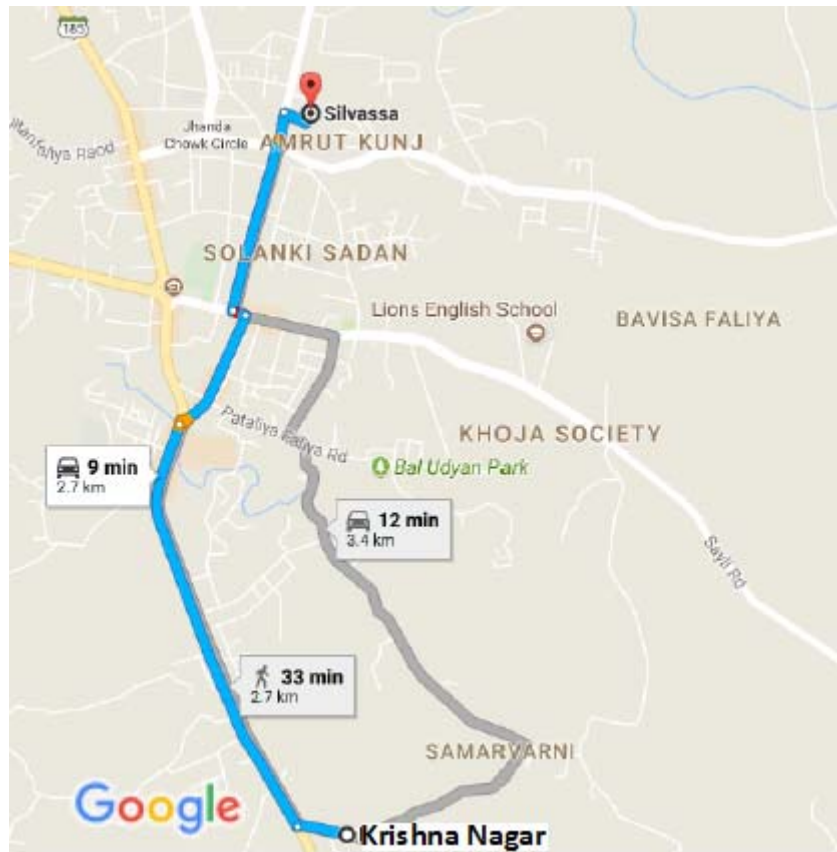 185
Silvassa
Jhanda
Chowk Circle
AMRUT KUNJ
SOLANKI SADAN
Lions English School
BAVISA FALIYA
Pataliya Faliya Rd
KHOJA SOCIETY
9 min
2.7 km
Bal Udyan Park
12 min
3.4 km
Sayli Rd
33 min
2.7 km
SAMARVARNI
Google
Krishna Nagar